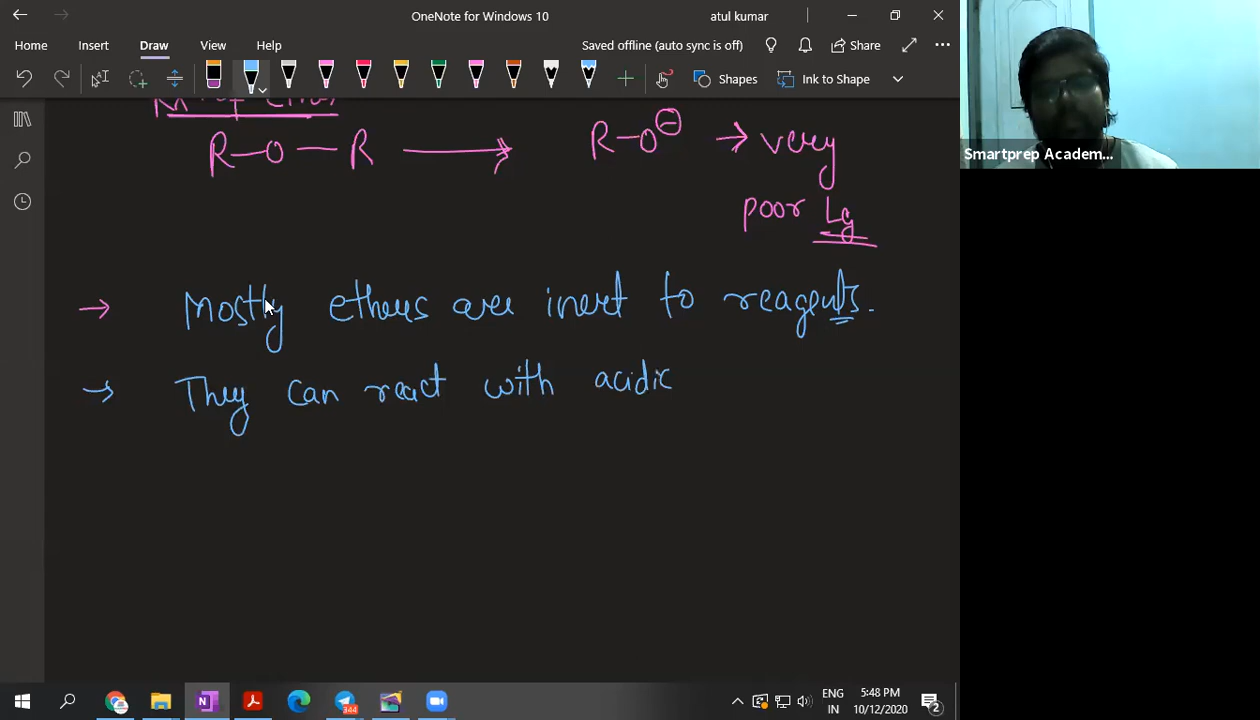 OneNote for Windows 10
atul kumar
Home Insert Draw View Help
Saved offline (auto sync is off)
Share
Shapes
Ink to Shape
R-O-R → R-O⊖ → very
poor Lg
→ Mostly ethers are inert to reagents.
→ They can react with acidic
Smartprep Academ...
344
ENG
IN
5:48 PM
10/12/2020
2